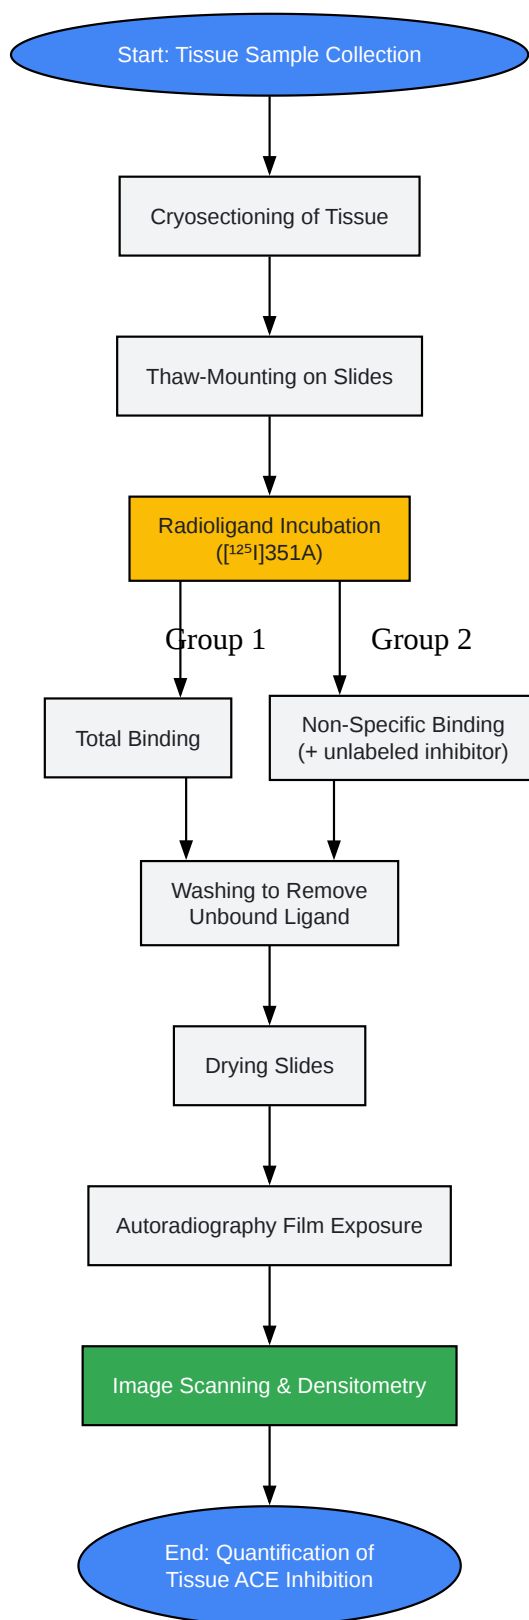 Start: Tissue Sample Collection
Cryosectioning of Tissue
Thaw-Mounting on Slides
Radioligand Incubation
([¹²⁵I]351A)
Group 1
Group 2
Total Binding
Non-Specific Binding
(+ unlabeled inhibitor)
Washing to Remove
Unbound Ligand
Drying Slides
Autoradiography Film Exposure
Image Scanning & Densitometry
End: Quantification of
Tissue ACE Inhibition